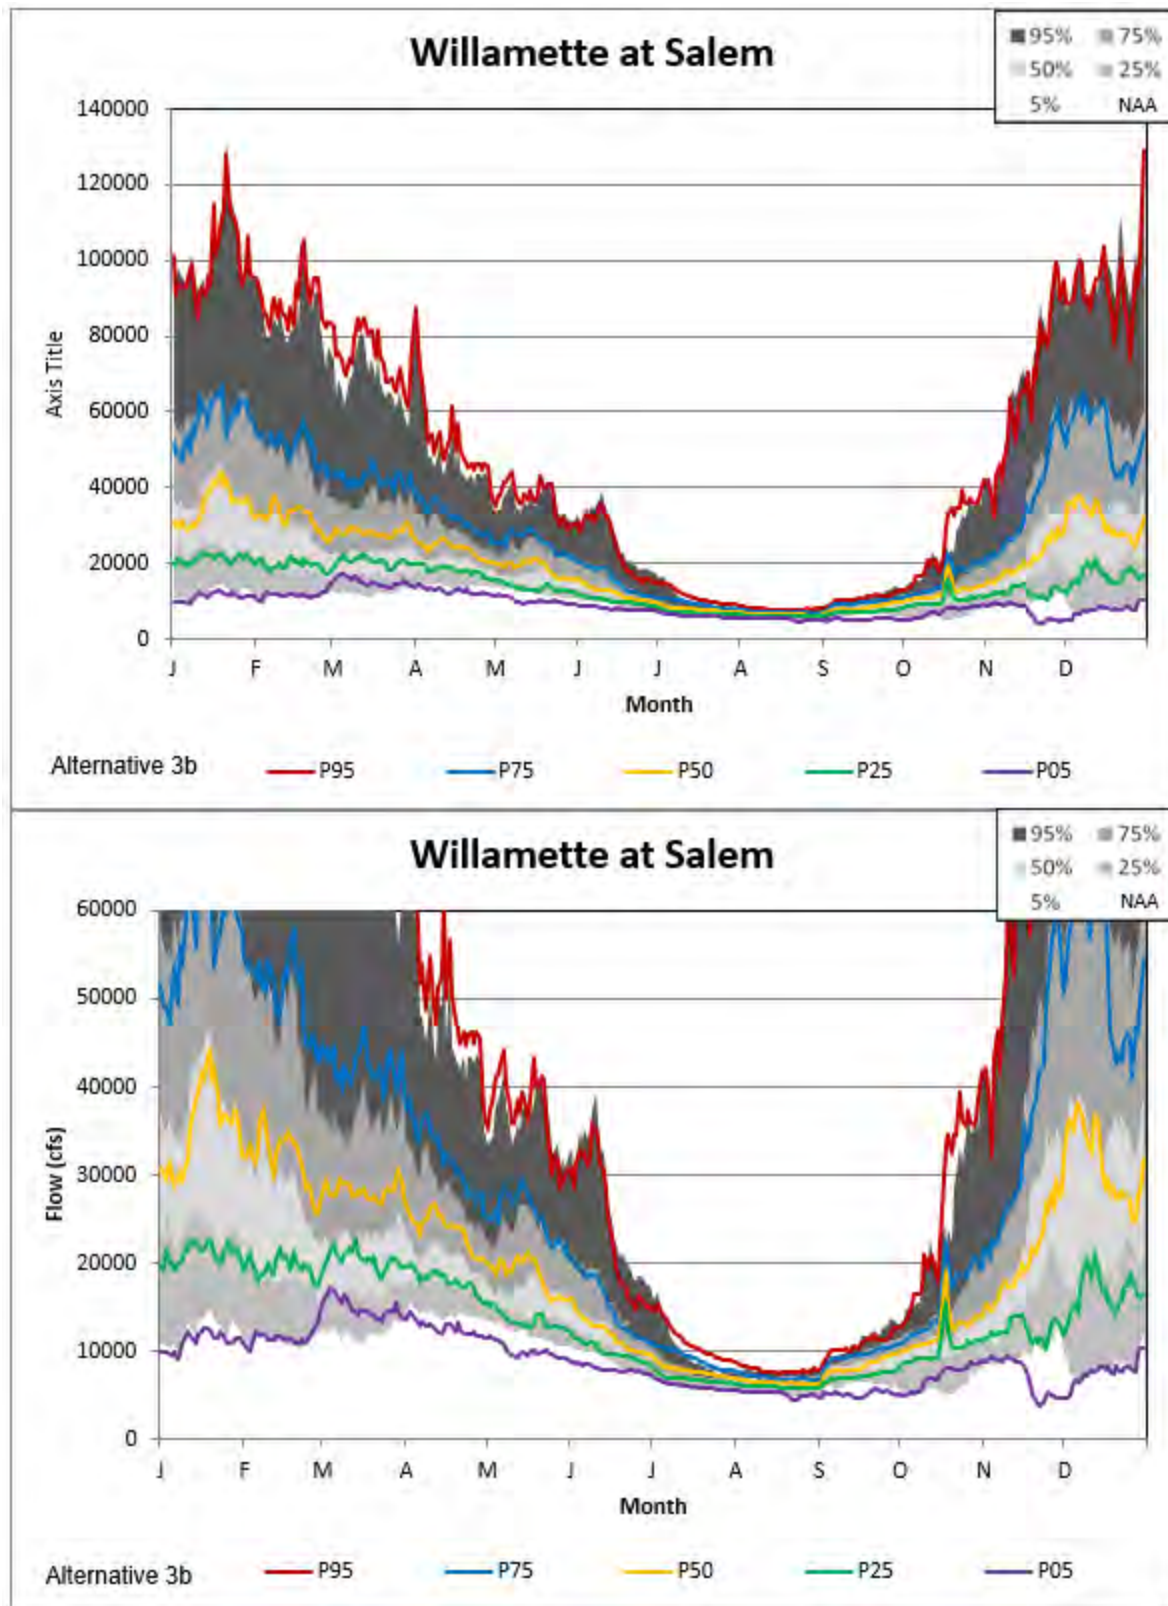 Willamette at Salem
95% 75%
50% 25%
5% NAA
140000
120000
100000
80000
60000
40000
20000
0
Axis Title
J F M A M J J A S O N D
Month
Alternative 3b P95 P75 P50 P25 P05
Willamette at Salem
95% 75%
50% 25%
5% NAA
60000
50000
40000
30000
20000
10000
0
Flow (cfs)
J F M A M J J A S O N D
Month
Alternative 3b P95 P75 P50 P25 P05